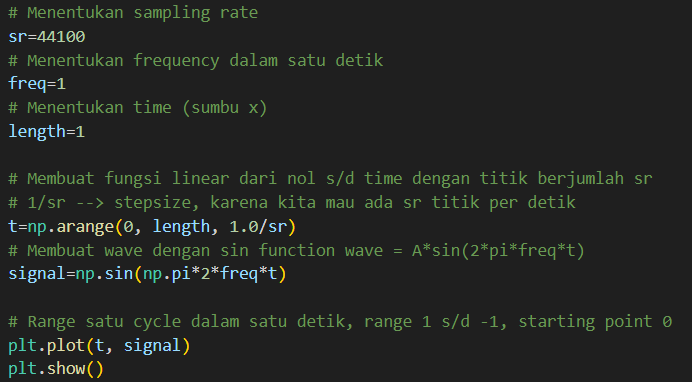 # Menentukan sampling rate
sr=44100
# Menentukan frequency dalam satu detik
freq=1
# Menentukan time (sumbu x)
length=1
# Membuat fungsi linear dari nol s/d time dengan titik berjumlah sr
# 1/sr --> stepsize, karena kita mau ada sr titik per detik
t=np.arange(0, length, 1.0/sr)
# Membuat wave dengan sin function wave = A*sin(2*pi*freq*t)
signal=np.sin(np.pi*2*freq*t)
# Range satu cycle dalam satu detik, range 1 s/d -1, starting point 0
plt.plot(t, signal)
plt.show()